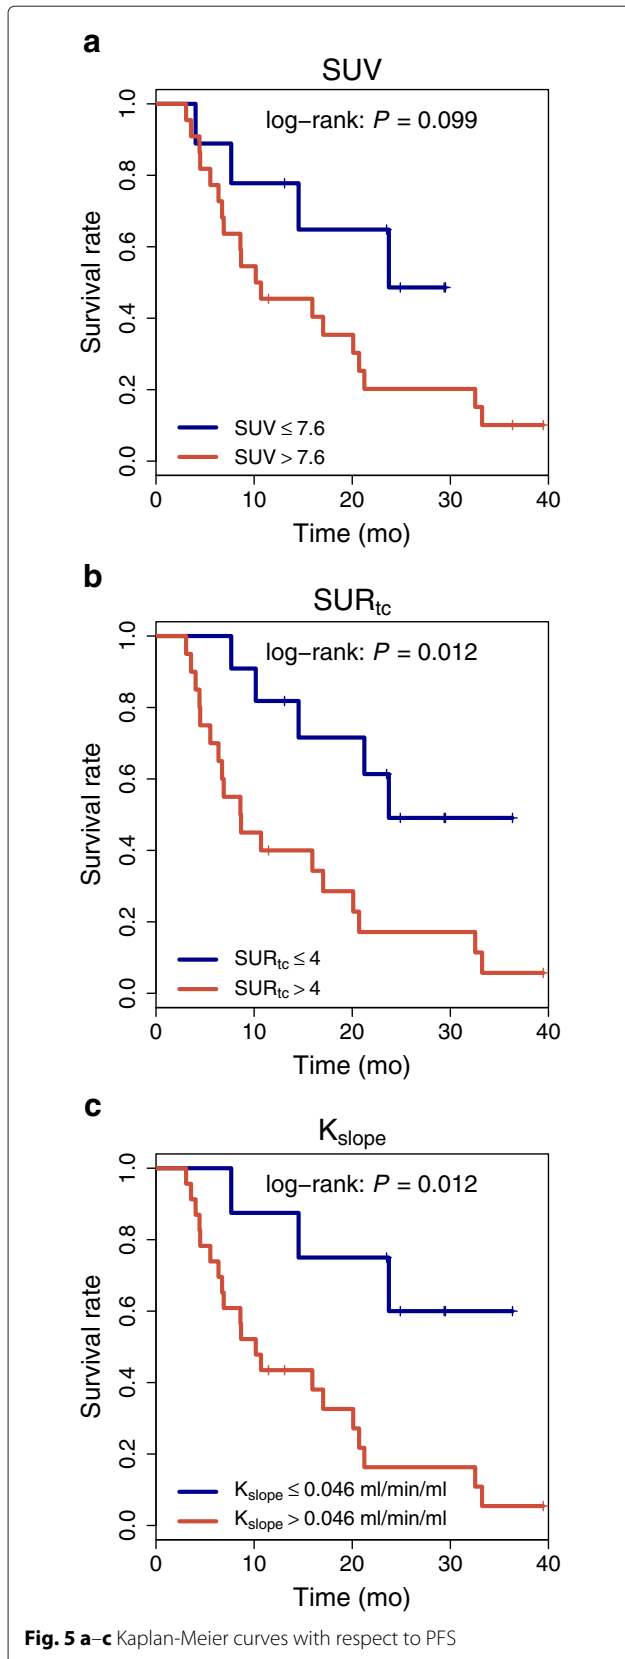 a
SUV
log−rank: P = 0.099
Survival rate
1.0
0.8
0.6
0.4
0.2
0.0
SUV ≤ 7.6
SUV > 7.6
0 10 20 30 40
Time (mo)
b
SURtc
log−rank: P = 0.012
Survival rate
1.0
0.8
0.6
0.4
0.2
0.0
SURtc ≤ 4
SURtc > 4
0 10 20 30 40
Time (mo)
c
Kslope
log−rank: P = 0.012
Survival rate
1.0
0.8
0.6
0.4
0.2
0.0
Kslope ≤ 0.046 ml/min/ml
Kslope > 0.046 ml/min/ml
0 10 20 30 40
Time (mo)
Fig. 5 a–c Kaplan-Meier curves with respect to PFS